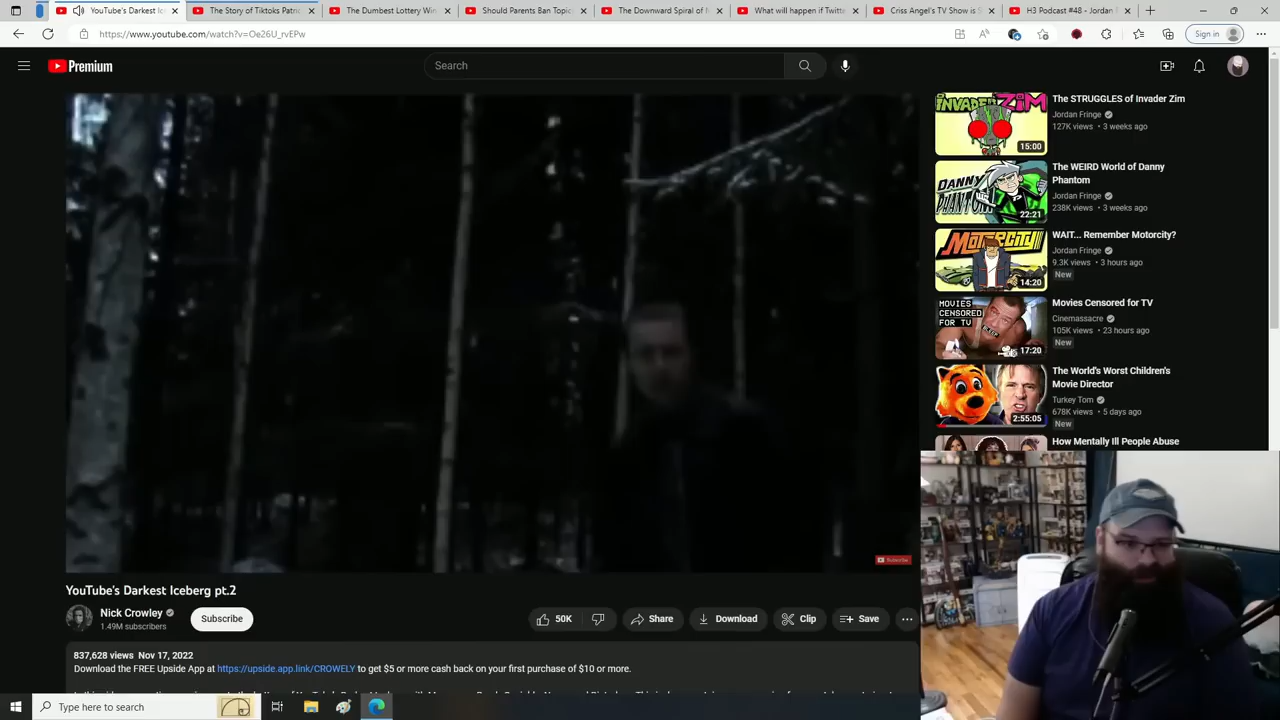 YouTube's Darkest Ice
The Story of Tiktoks Patri
The Dumbest Lottery Win
Should Parents Ban Topic
The Downward Spiral of
What will happen if Twitte
Criss Angel's TV Show is
H3 Podcast #48 - Jordan
https://www.youtube.com/watch?v=Oe26U_rvEPw
Sign in
Premium
Search
INVADER ZIM
15:00
The STRUGGLES of Invader Zim
Jordan Fringe
127K views • 3 weeks ago
DANNY PHANTOM
22:21
The WEIRD World of Danny
Phantom
Jordan Fringe
238K views • 3 weeks ago
MOTORCITY
14:20
WAIT... Remember Motorcity?
Jordan Fringe
9.3K views • 3 hours ago
New
MOVIES
CENSORED
FOR TV
17:20
Movies Censored for TV
Cinemassacre
105K views • 23 hours ago
New
2:55:05
The World's Worst Children's
Movie Director
Turkey Tom
678K views • 5 days ago
New
How Mentally Ill People Abuse
Subscribe
YouTube's Darkest Iceberg pt.2
Nick Crowley
1.49M subscribers
Subscribe
50K
Share
Download
Clip
Save
837,628 views Nov 17, 2022
Download the FREE Upside App at https://upside.app.link/CROWELY to get $5 or more cash back on your first purchase of $10 or more.
Type here to search